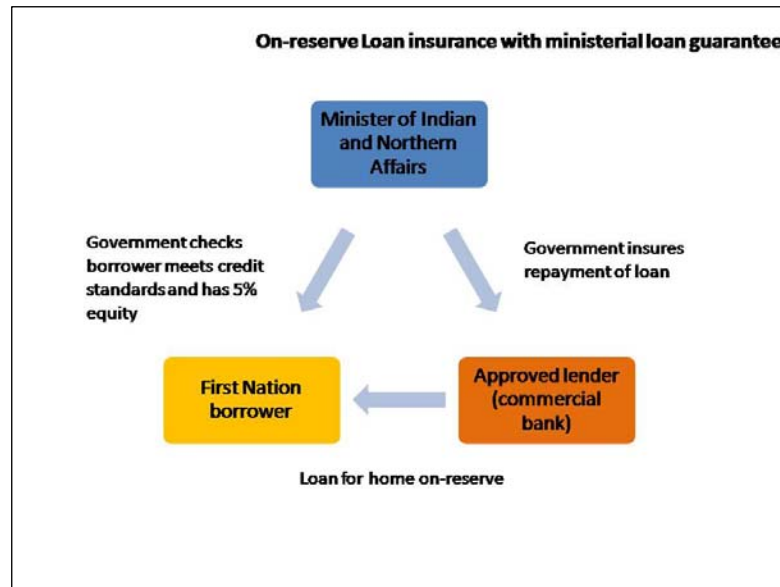 On-reserve Loan insurance with ministerial loan guarantee
Minister of Indian
and Northern
Affairs
Government checks
borrower meets credit
standards and has 5%
equity
Government insures
repayment of loan
First Nation
borrower
Approved lender
(commercial
bank)
Loan for home on-reserve